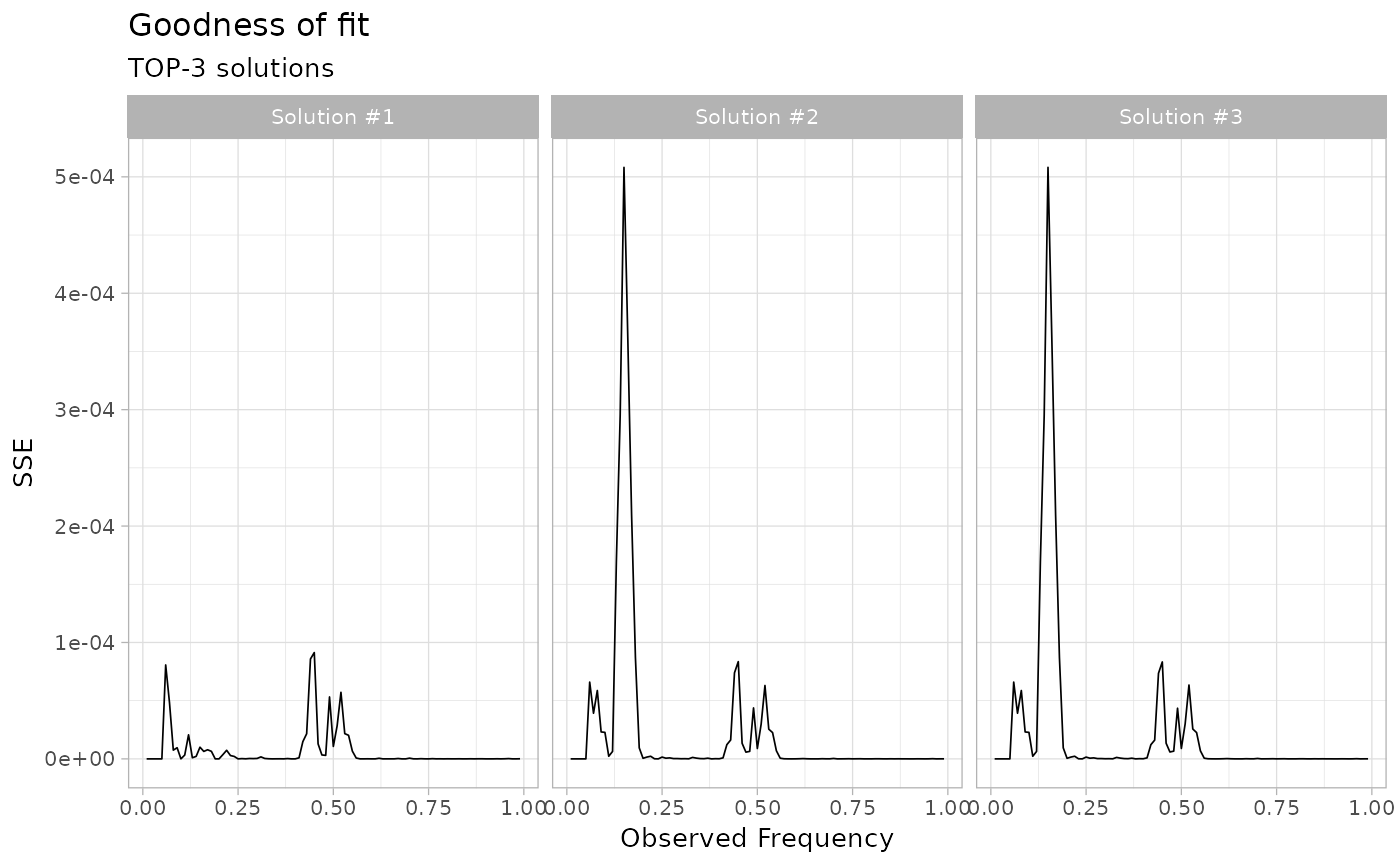 Goodness of fit
TOP-3 solutions
Solution #1 Solution #2 Solution #3
5e-04
4e-04
3e-04
2e-04
1e-04
0e+00
SSE
0.00 0.25 0.50 0.75 1.00 0.00 0.25 0.50 0.75 1.00 0.00 0.25 0.50 0.75 1.00
Observed Frequency